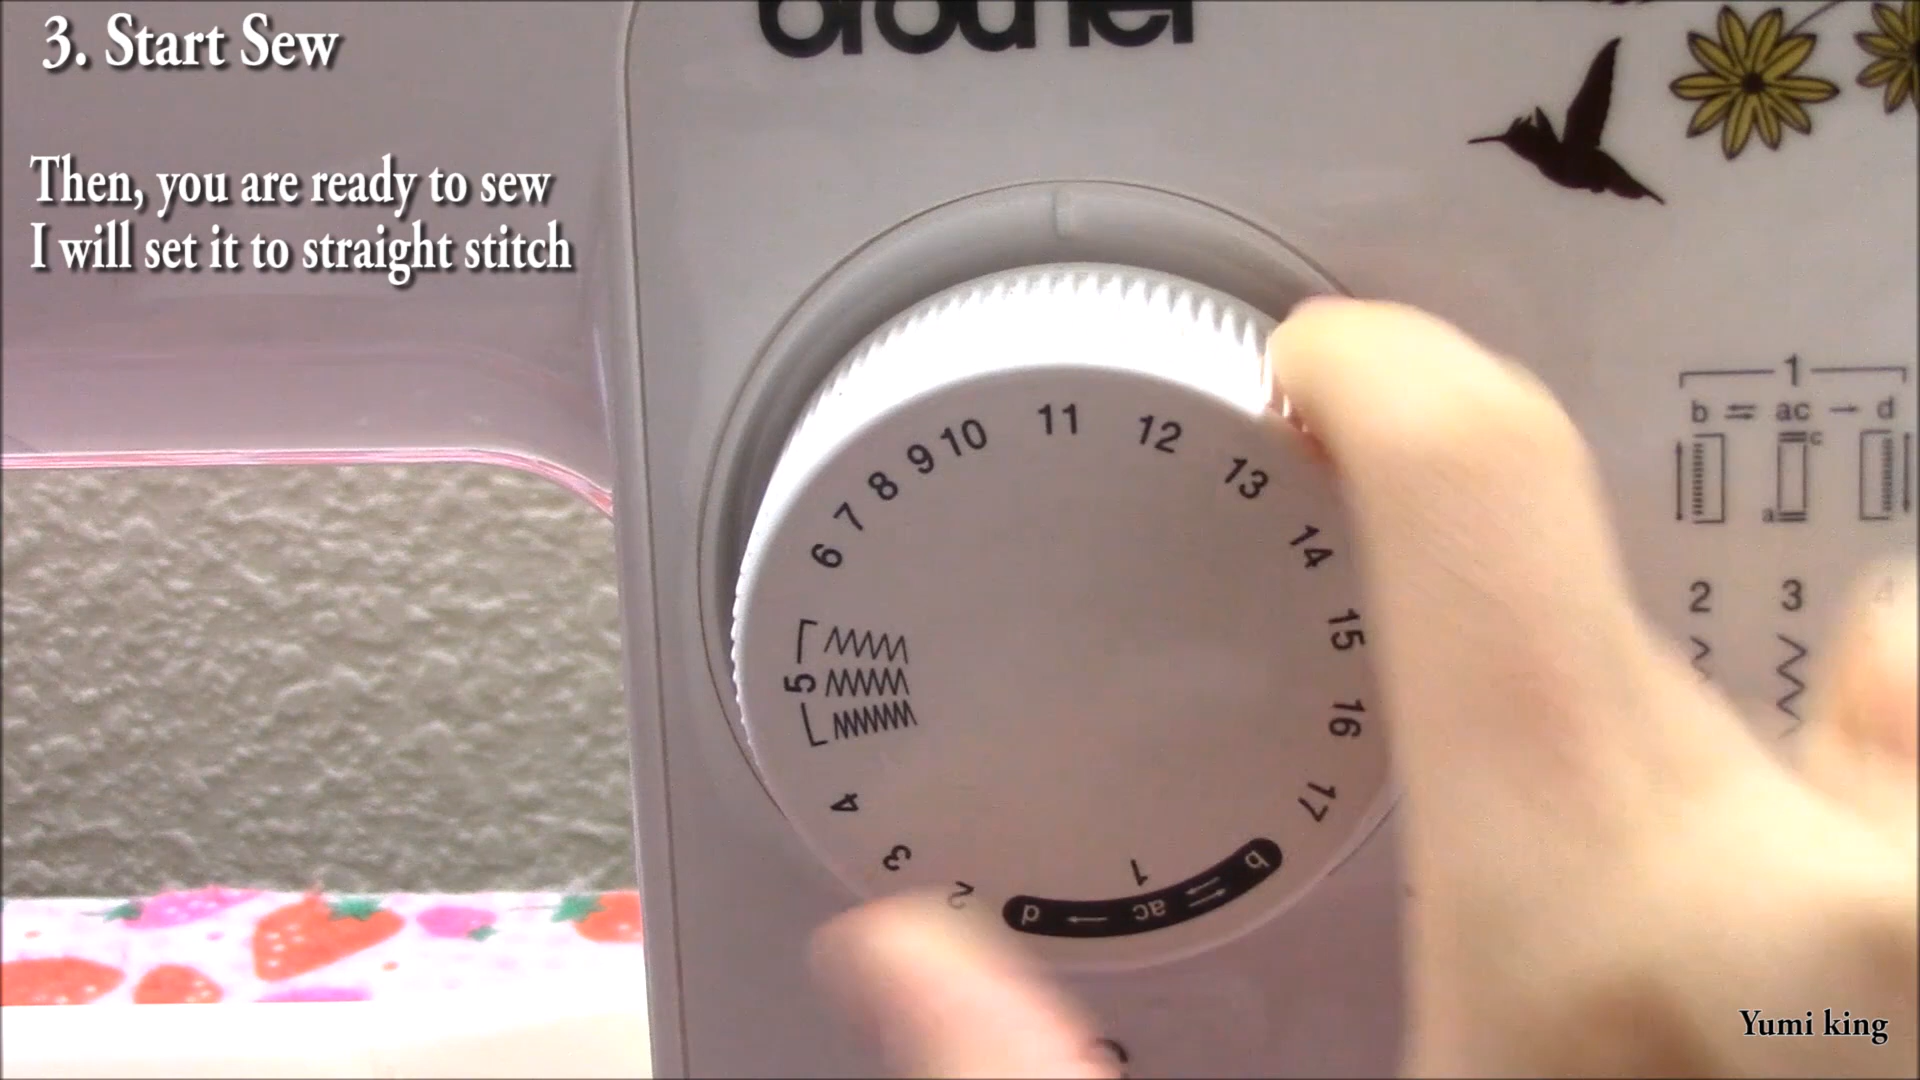 3. Start Sew
Then, you are ready to sew
I will set it to straight stitch
brother
1
b ⇌ ac → d
c
a
2 3
6 7 8 9 10 11 12 13 14 15 16 17
5
4
3
2
1
d ← ac ⇌ b
Yumi king